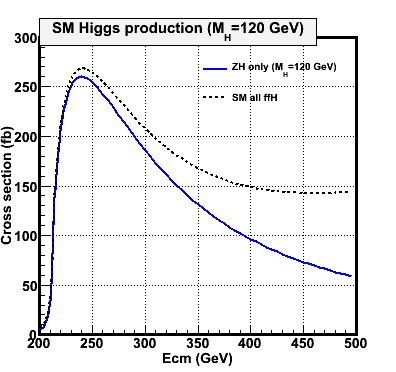 SM Higgs production (M_H=120 GeV)
ZH only (M_H=120 GeV)
SM all ffH
Cross section (fb)
300
250
200
150
100
50
0
200 250 300 350 400 450 500
Ecm (GeV)